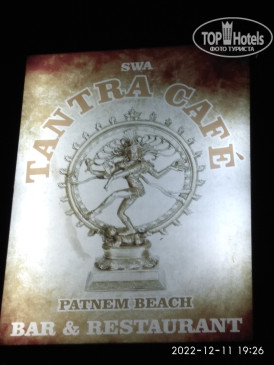 TOP Hotels
ФОТО ТУРИСТА
SWA
TANTRA CAFÉ
PATNEM BEACH
BAR & RESTAURANT
2022-12-11 19:26